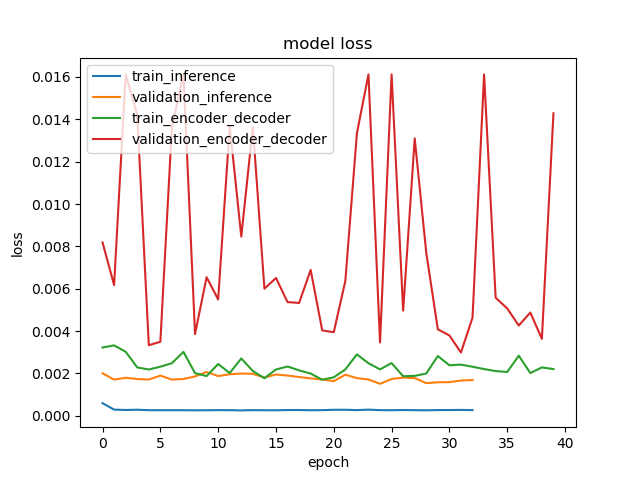 model loss
train_inference
validation_inference
train_encoder_decoder
validation_encoder_decoder
0.016
0.014
0.012
0.010
0.008
0.006
0.004
0.002
0.000
loss
0 5 10 15 20 25 30 35 40
epoch